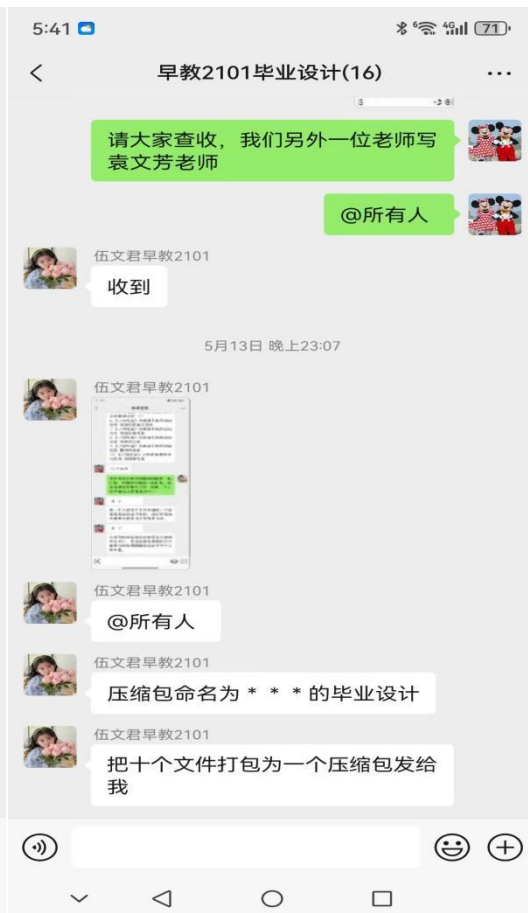 5:41
71
早教2101毕业设计(16)
请大家查收，我们另外一位老师写
袁文芳老师
@所有人
伍文君早教2101
收到
5月13日 晚上23:07
伍文君早教2101
伍文君早教2101
@所有人
伍文君早教2101
压缩包命名为 * * * 的毕业设计
伍文君早教2101
把十个文件打包为一个压缩包发给
我